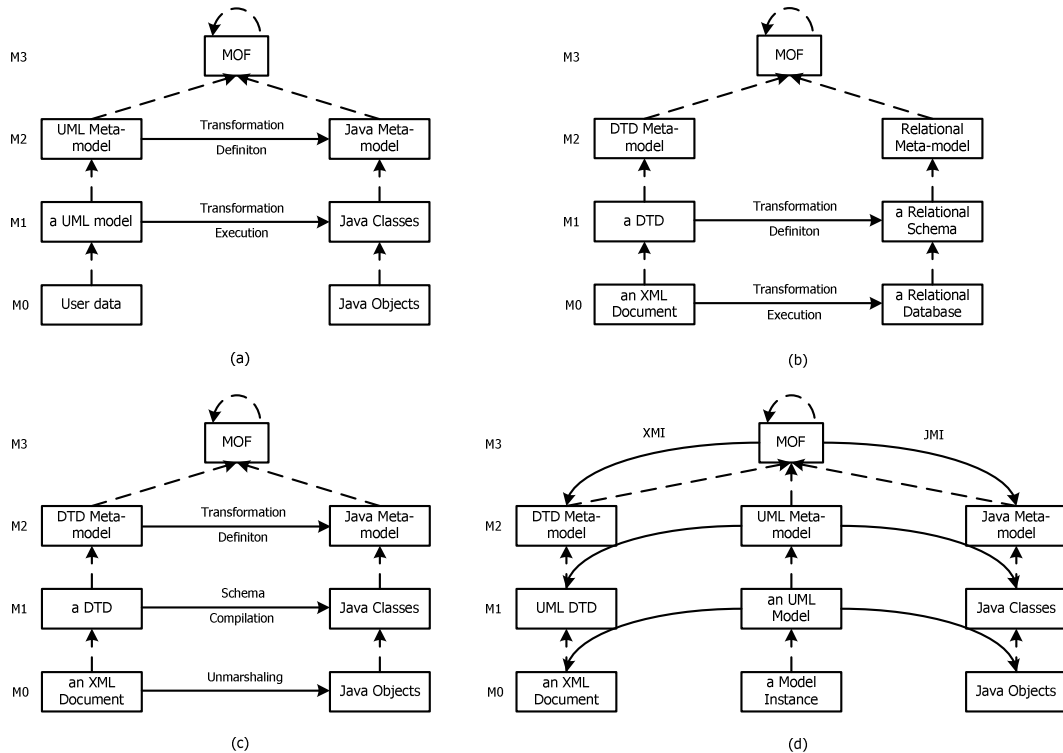 M3
MOF
M2
UML Meta-
model
Transformation
Definiton
Java Meta-
model
M1
a UML model
Transformation
Execution
Java Classes
M0
User data
Java Objects
(a)
M3
MOF
M2
DTD Meta-
model
Relational
Meta-model
M1
a DTD
Transformation
Definiton
a Relational
Schema
M0
an XML
Document
Transformation
Execution
a Relational
Database
(b)
M3
MOF
M2
DTD Meta-
model
Transformation
Definiton
Java Meta-
model
M1
a DTD
Schema
Compilation
Java Classes
M0
an XML
Document
Unmarshaling
Java Objects
(c)
M3
XMI
MOF
JMI
M2
DTD Meta-
model
UML Meta-
model
Java Meta-
model
M1
UML DTD
an UML
Model
Java Classes
M0
an XML
Document
a Model
Instance
Java Objects
(d)